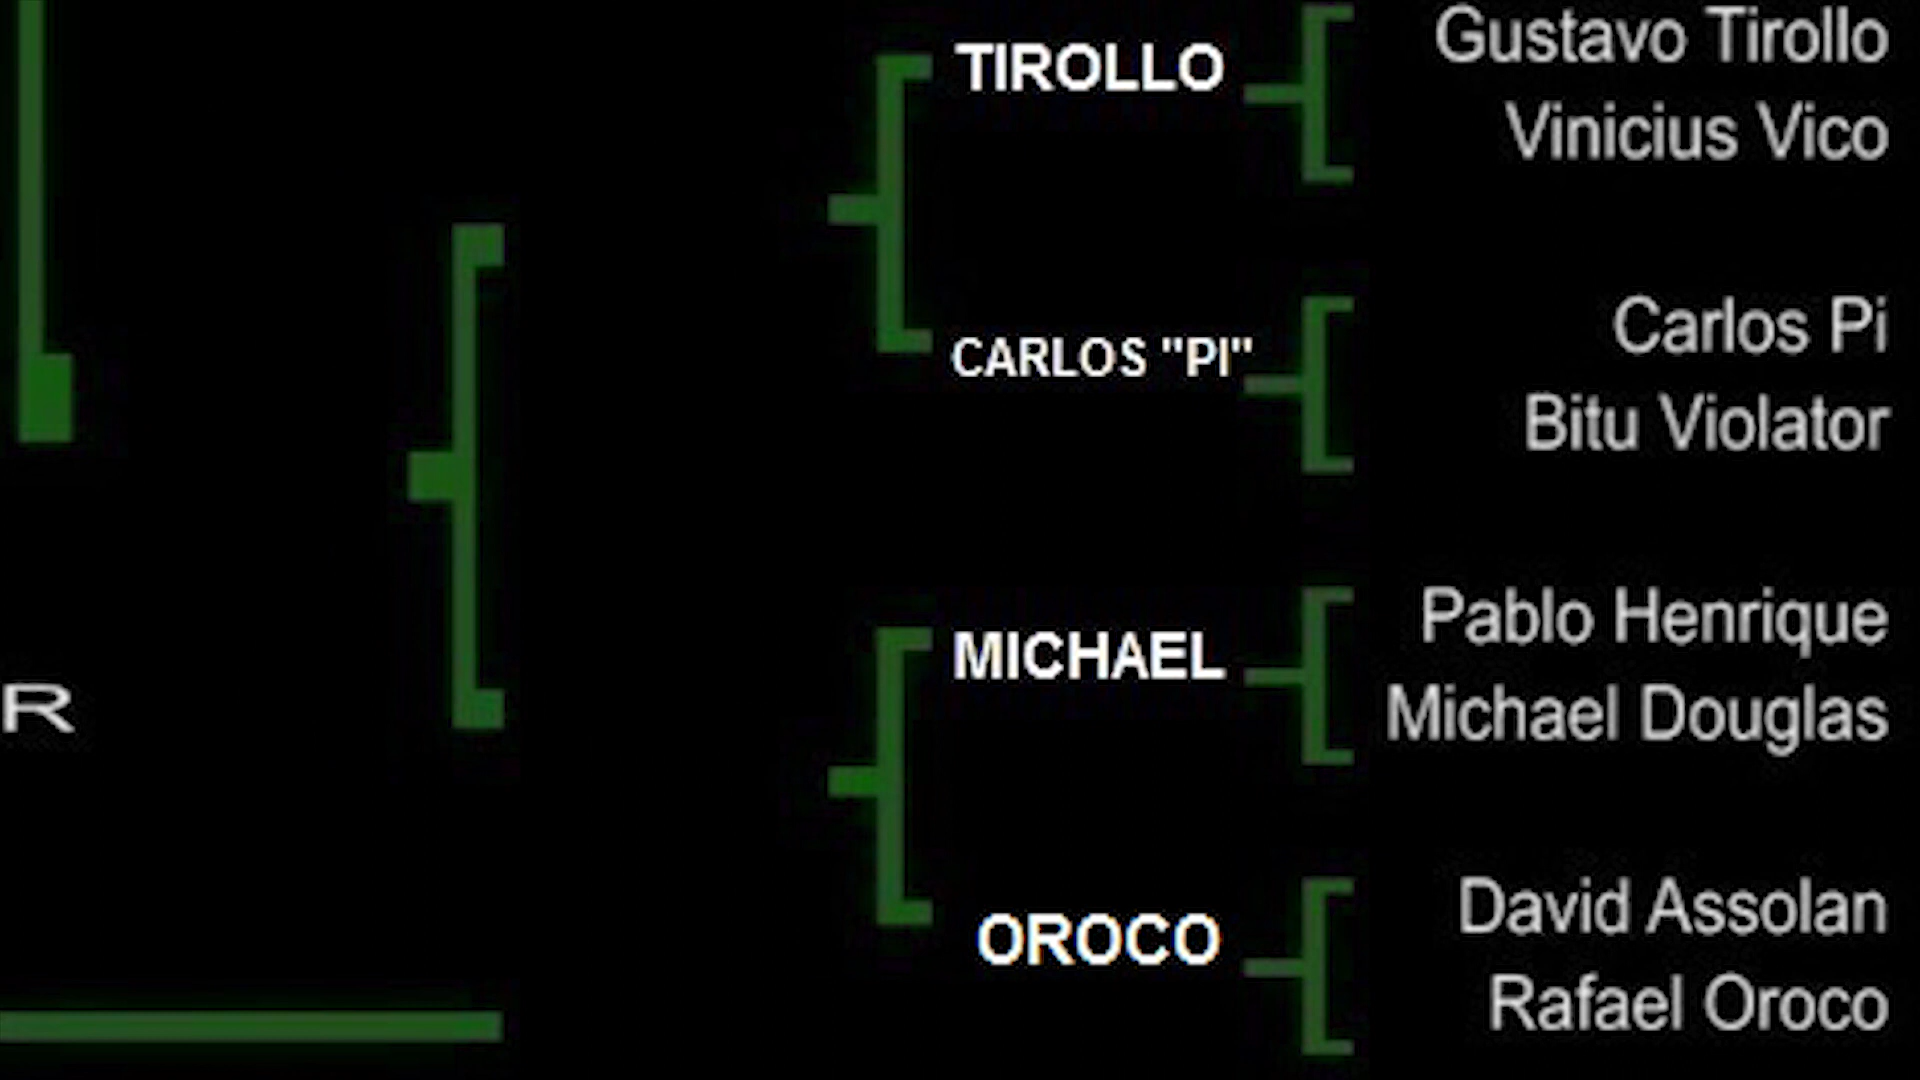 TIROLLO
Gustavo Tirollo
Vinicius Vico
CARLOS "PI"
Carlos Pi
Bitu Violator
MICHAEL
Pablo Henrique
Michael Douglas
R
OROCO
David Assolan
Rafael Oroco